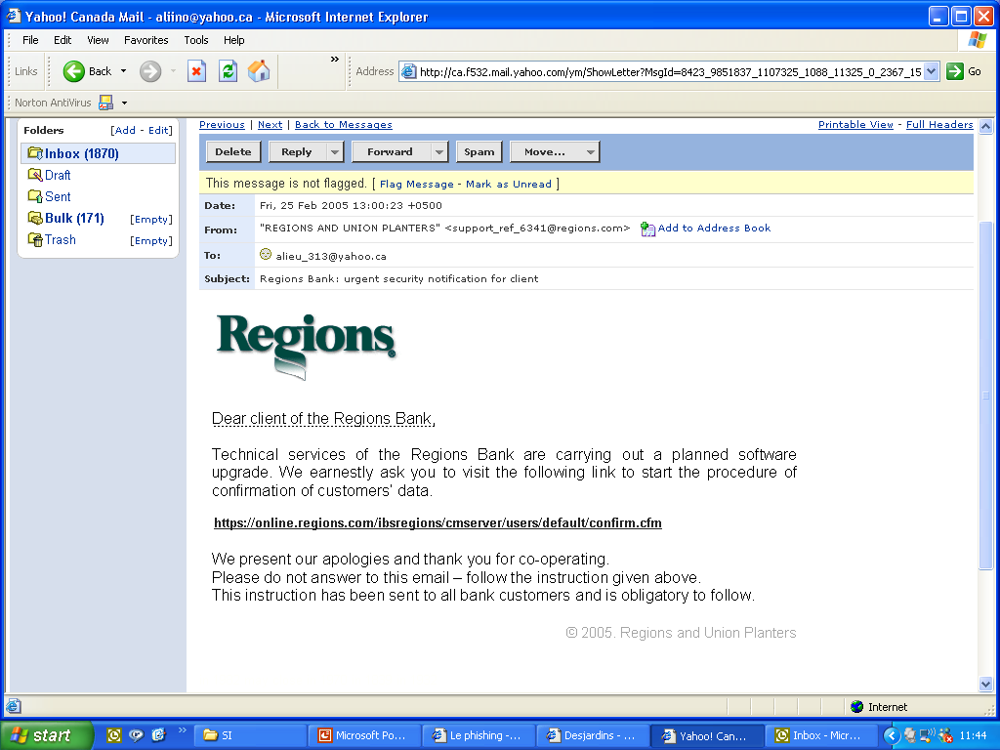 Yahoo! Canada Mail - aliino@yahoo.ca - Microsoft Internet Explorer
File Edit View Favorites Tools Help
Links Back » Address http://ca.f532.mail.yahoo.com/ym/ShowLetter?MsgId=8423_9851837_1107325_1088_11325_0_2367_15 Go
Norton AntiVirus
Folders [Add - Edit]
Inbox (1870)
Draft
Sent
Bulk (171) [Empty]
Trash [Empty]
Previous | Next | Back to Messages Printable View - Full Headers
Delete Reply Forward Spam Move...
This message is not flagged. [ Flag Message - Mark as Unread ]
Date: Fri, 25 Feb 2005 13:00:23 +0500
From: "REGIONS AND UNION PLANTERS" <support_ref_6341@regions.com> Add to Address Book
To: alieu_313@yahoo.ca
Subject: Regions Bank: urgent security notification for client
Regions
Dear client of the Regions Bank,
Technical services of the Regions Bank are carrying out a planned software
upgrade. We earnestly ask you to visit the following link to start the procedure of
confirmation of customers' data.
https://online.regions.com/ibsregions/cmserver/users/default/confirm.cfm
We present our apologies and thank you for co-operating.
Please do not answer to this email – follow the instruction given above.
This instruction has been sent to all bank customers and is obligatory to follow.
© 2005. Regions and Union Planters
Internet
start » SI Microsoft Po... Le phishing -... Desjardins - ... Yahoo! Can... Inbox - Micr... 11:44